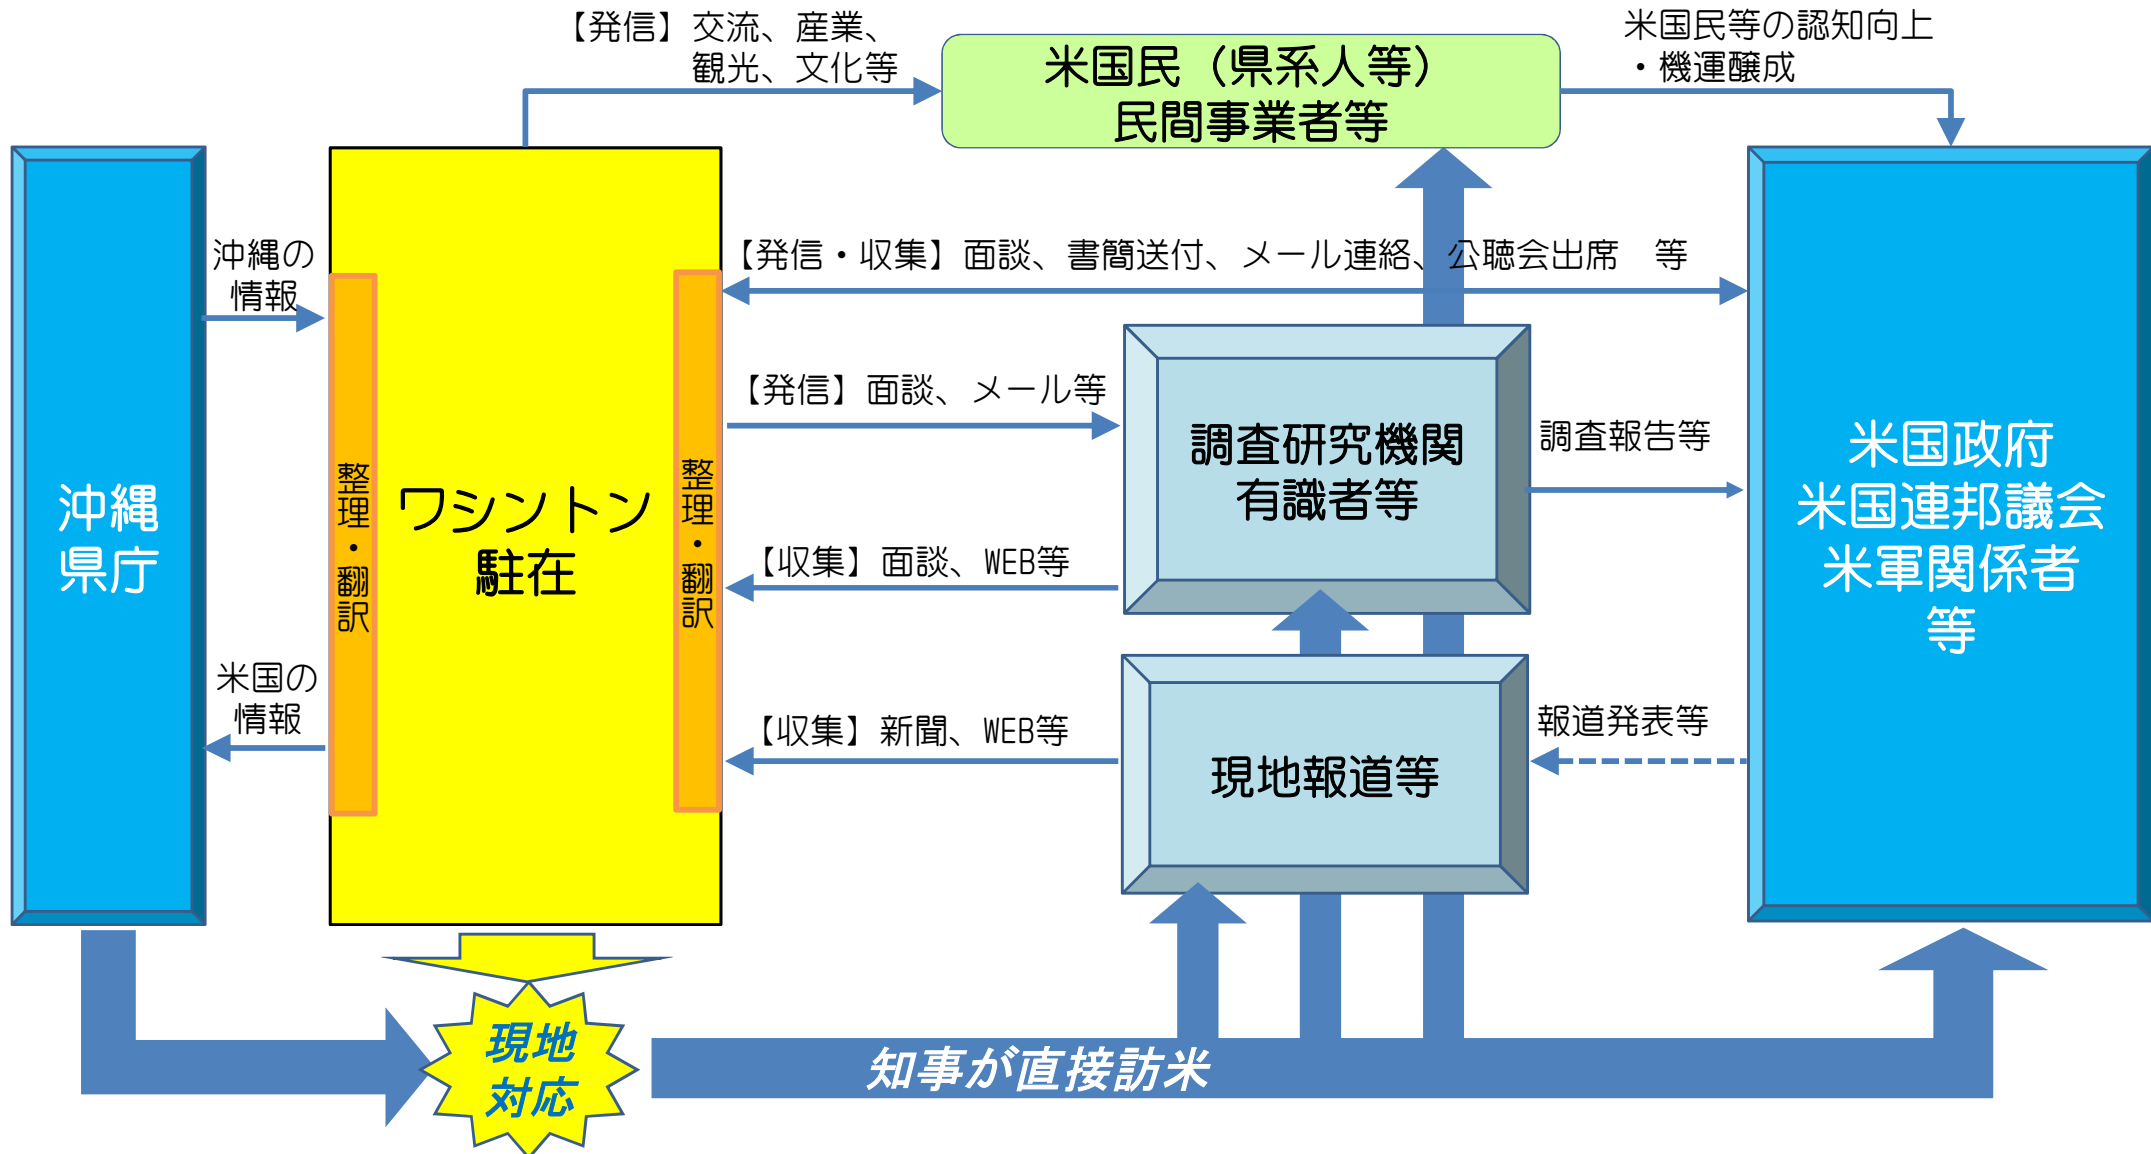 【発信】交流、産業、
観光、文化等
米国民（県系人等）
民間事業者等
米国民等の認知向上
・機運醸成
沖縄
県庁
沖縄の
情報
米国の
情報
整理・翻訳
ワシントン
駐在
整理・翻訳
【発信・収集】面談、書簡送付、メール連絡、公聴会出席　等
【発信】面談、メール等
調査研究機関
有識者等
調査報告等
【収集】面談、WEB等
【収集】新聞、WEB等
現地報道等
報道発表等
米国政府
米国連邦議会
米軍関係者
等
現地
対応
知事が直接訪米